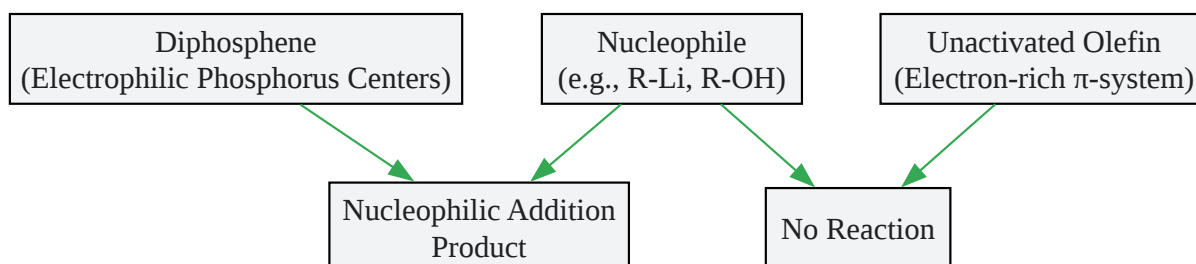 Diphosphene
(Electrophilic Phosphorus Centers)
Nucleophile
(e.g., R-Li, R-OH)
Unactivated Olefin
(Electron-rich π-system)
Nucleophilic Addition
Product
No Reaction